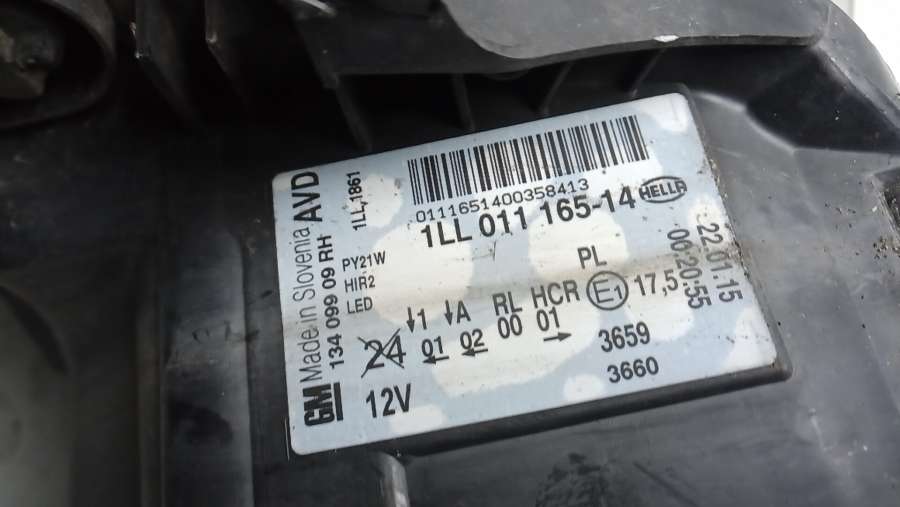 GM Made in Slovenia AVD
134 099 09 RH
1LL,1861
0111651400358413
1LL 011 165-14 HELLA
PY21W
HIR2
LED
PL
E1 17,5
22.01.15
00:20:55
↓1 ↓A RL HCR
24 01 02 00 01
← ← →
12V
3659
3660